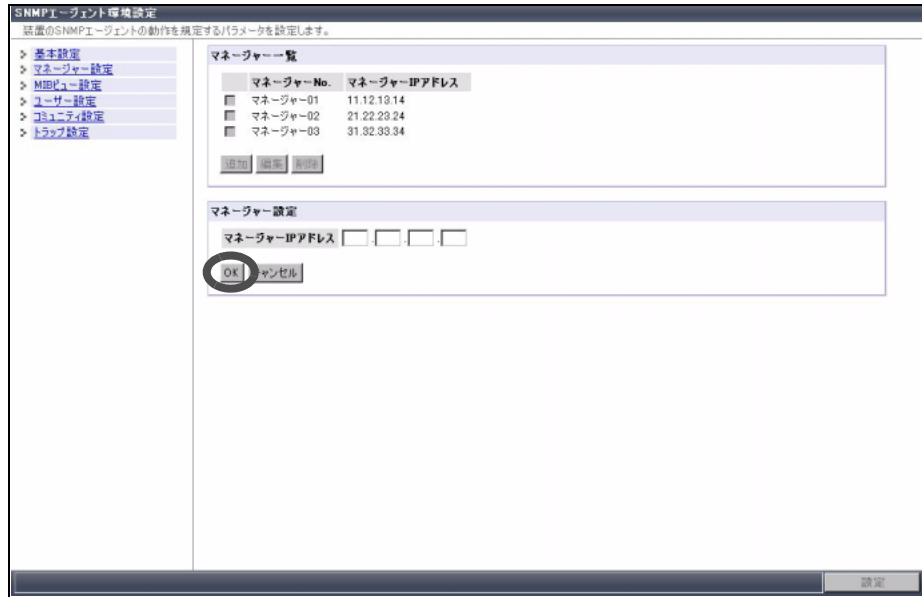 SNMPエージェント環境設定
装置のSNMPエージェントの動作を規定するパラメータを設定します。
基本設定
マネージャー設定
MIBビュー設定
ユーザー設定
コミュニティ設定
トラップ設定
マネージャー一覧
マネージャーNo. マネージャーIPアドレス
マネージャー01 11.12.13.14
マネージャー02 21.22.23.24
マネージャー03 31.32.33.34
追加 編集 削除
マネージャー設定
マネージャーIPアドレス . . .
OK キャンセル
設定